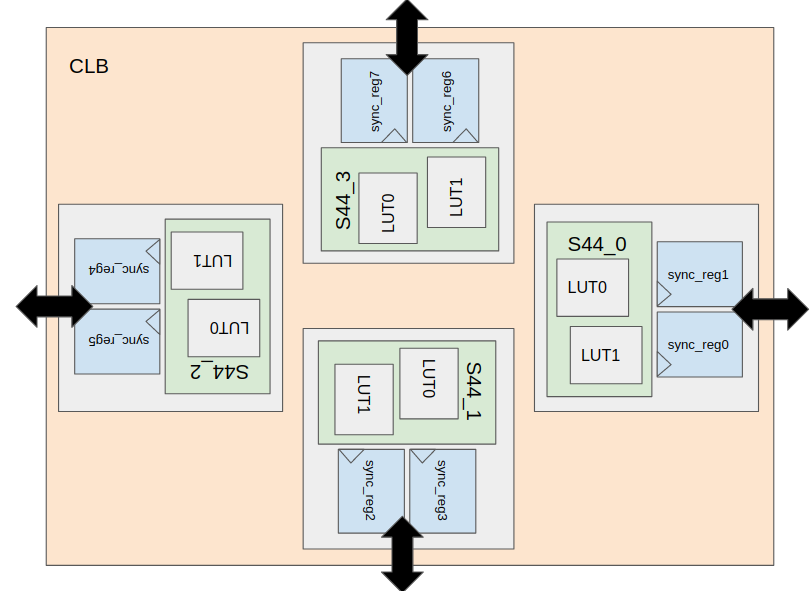 CLB
sync_reg7
sync_reg6
S44_3
LUT0
LUT1
sync_reg4
sync_reg5
LUT1
LUT0
S44_2
S44_0
LUT0
LUT1
sync_reg1
sync_reg0
LUT1
LUT0
S44_1
sync_reg2
sync_reg3